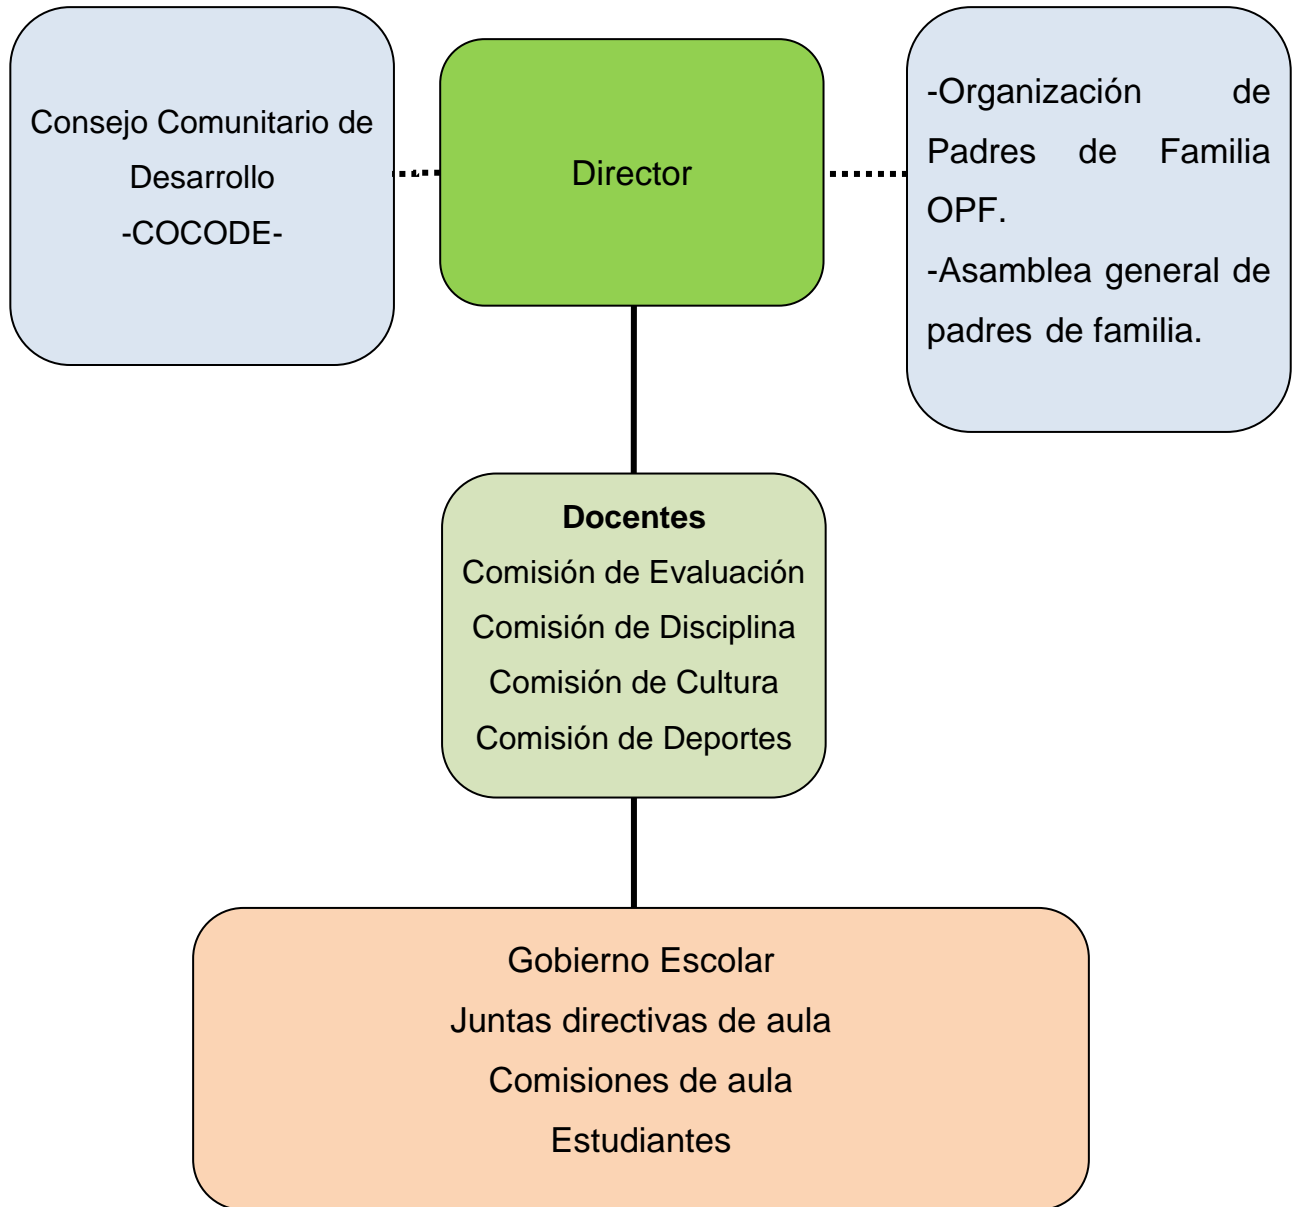 Consejo Comunitario de
Desarrollo
-COCODE-
Director
-Organización de
Padres de Familia
OPF.
-Asamblea general de
padres de familia.
Docentes
Comisión de Evaluación
Comisión de Disciplina
Comisión de Cultura
Comisión de Deportes
Gobierno Escolar
Juntas directivas de aula
Comisiones de aula
Estudiantes